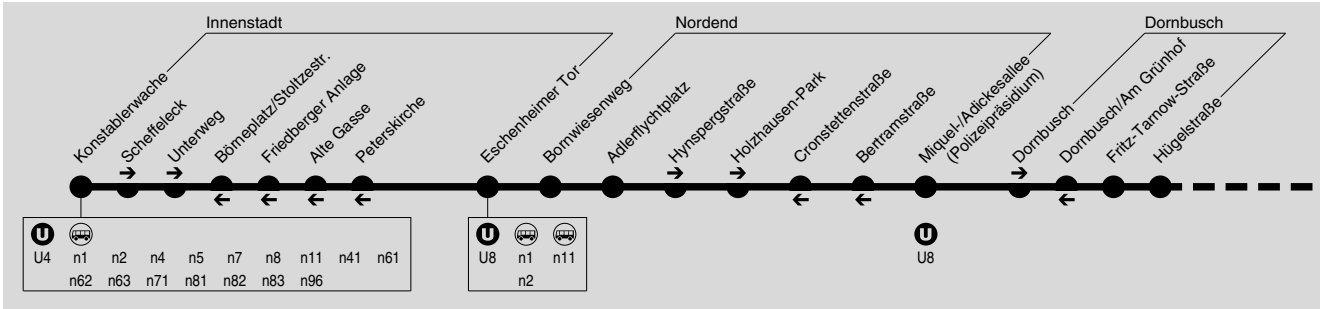 Innenstadt
Nordend
Dornbusch
Konstablerwache
Scheffeleck
Unterweg
Börneplatz/Stoltzestr.
Friedberger Anlage
Alte Gasse
Peterskirche
Eschenheimer Tor
Bornwiesenweg
Adlerflychtplatz
Hynspergstraße
Holzhausen-Park
Cronstettenstraße
Bertramstraße
Miquel-/Adickesallee
(Polizeipräsidium)
Dornbusch
Dornbusch/Am Grünhof
Fritz-Tarnow-Straße
Hügelstraße
U4 n1 n2 n4 n5 n7 n8 n11 n41 n61
n62 n63 n71 n81 n82 n83 n96
U8 n1 n11
n2
U8